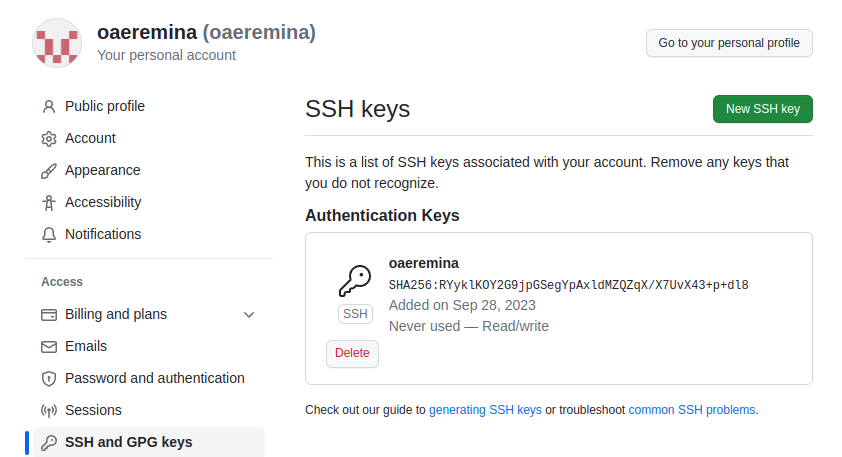 oaeremina (oaeremina)
Your personal account
Go to your personal profile
Public profile
Account
Appearance
Accessibility
Notifications
Access
Billing and plans
Emails
Password and authentication
Sessions
SSH and GPG keys
SSH keys
New SSH key
This is a list of SSH keys associated with your account. Remove any keys that
you do not recognize.
Authentication Keys
oaeremina
SHA256:RYyklKOY2G9jpGSegYpAxldMZQZqX/X7UvX43+p+dl8
Added on Sep 28, 2023
Never used — Read/write
SSH
Delete
Check out our guide to generating SSH keys or troubleshoot common SSH problems.